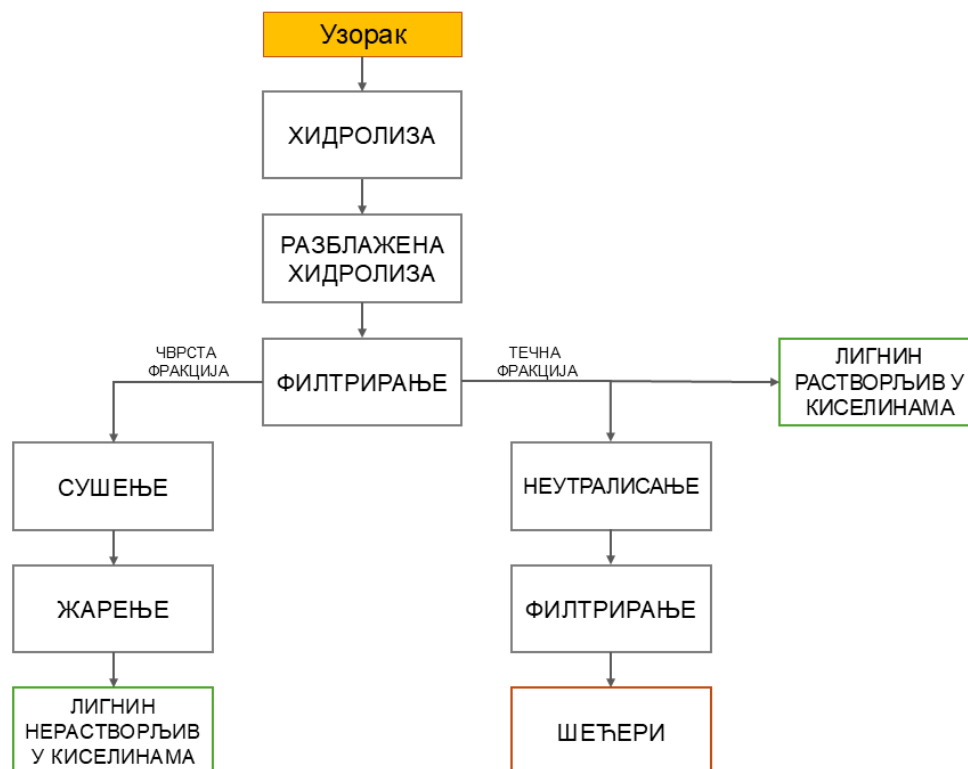 Узорак
ХИДРОЛИЗА
РАЗБЛАЖЕНА
ХИДРОЛИЗА
ЧВРСТА
ФРАКЦИЈА
ФИЛТРИРАЊЕ
ТЕЧНА
ФРАКЦИЈА
ЛИГНИН
РАСТВОРЉИВ У
КИСЕЛИНАМА
СУШЕЊЕ
НЕУТРАЛИСАЊЕ
ЖАРЕЊЕ
ФИЛТРИРАЊЕ
ЛИГНИН
НЕРАСТВОРЉИВ
У КИСЕЛИНАМА
ШЕЋЕРИ